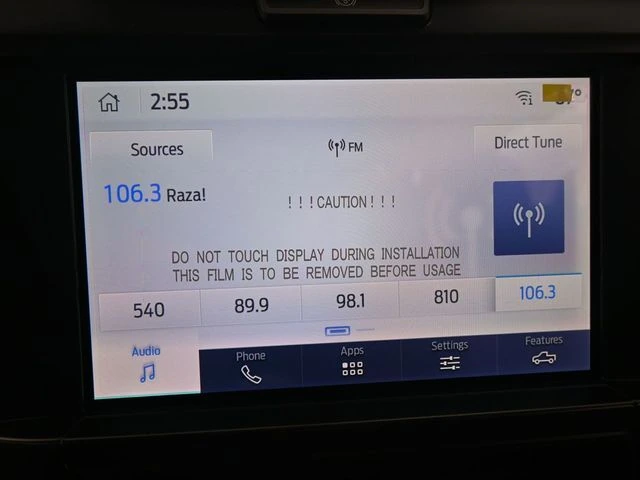 2:55
Sources
FM
Direct Tune
106.3 Raza!
!!!CAUTION!!!
DO NOT TOUCH DISPLAY DURING INSTALLATION
THIS FILM IS TO BE REMOVED BEFORE USAGE
540 89.9 98.1 810 106.3
Audio Phone Apps Settings Features